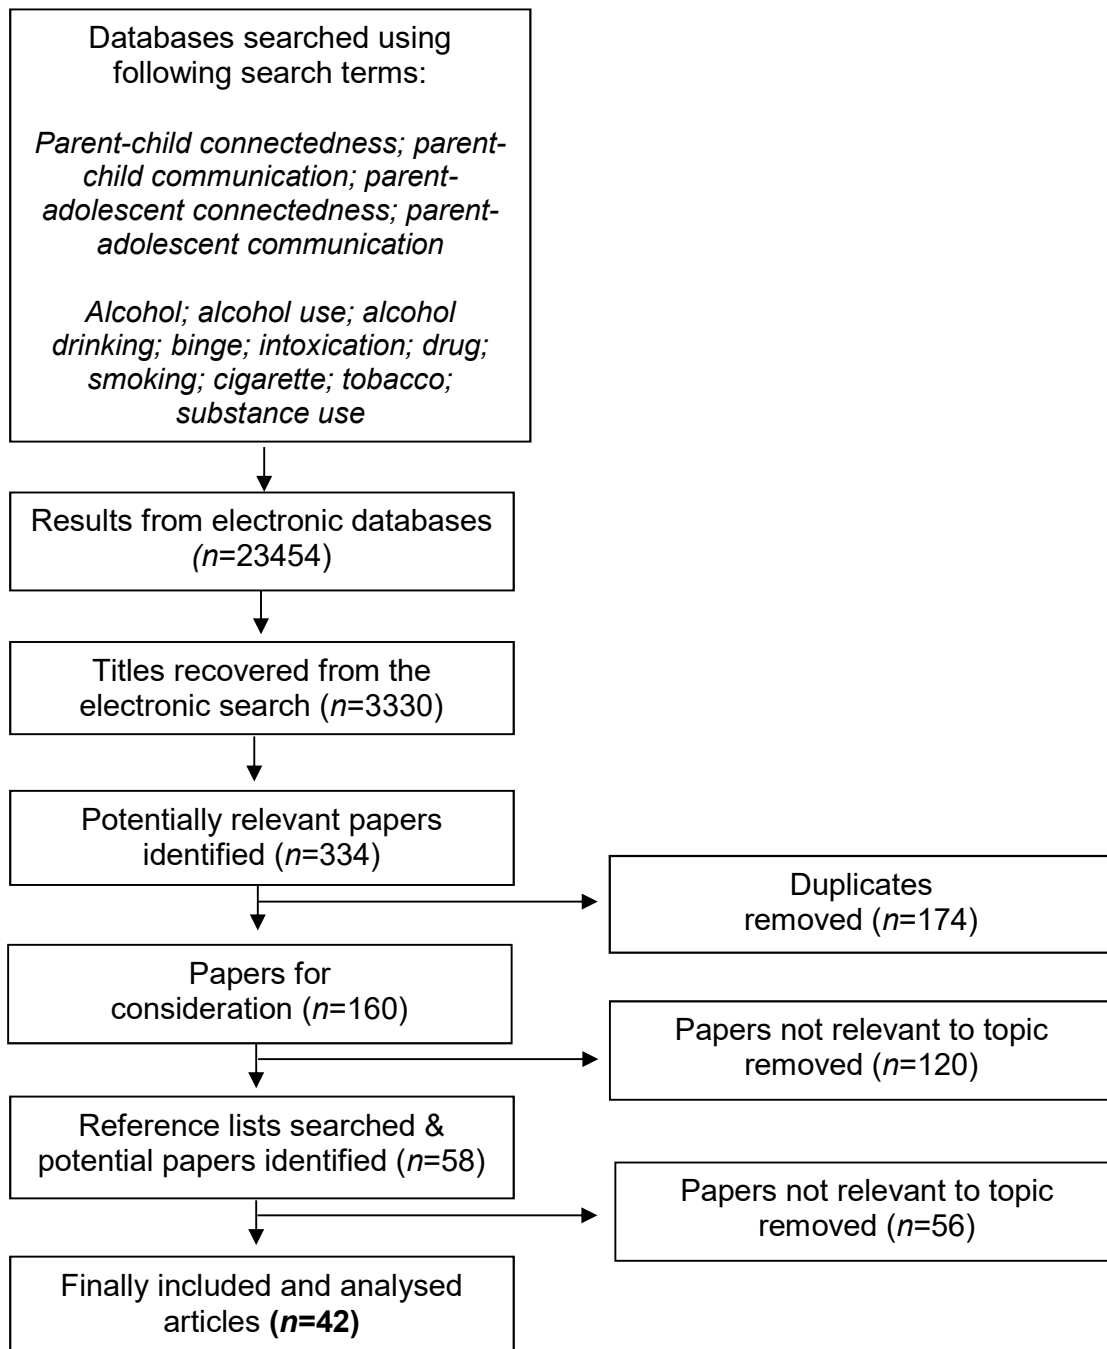 Databases searched using
following search terms:
Parent-child connectedness; parent-
child communication; parent-
adolescent connectedness; parent-
adolescent communication
Alcohol; alcohol use; alcohol
drinking; binge; intoxication; drug;
smoking; cigarette; tobacco;
substance use
Results from electronic databases
(n=23454)
Titles recovered from the
electronic search (n=3330)
Potentially relevant papers
identified (n=334)
Duplicates
removed (n=174)
Papers for
consideration (n=160)
Papers not relevant to topic
removed (n=120)
Reference lists searched &
potential papers identified (n=58)
Papers not relevant to topic
removed (n=56)
Finally included and analysed
articles (n=42)